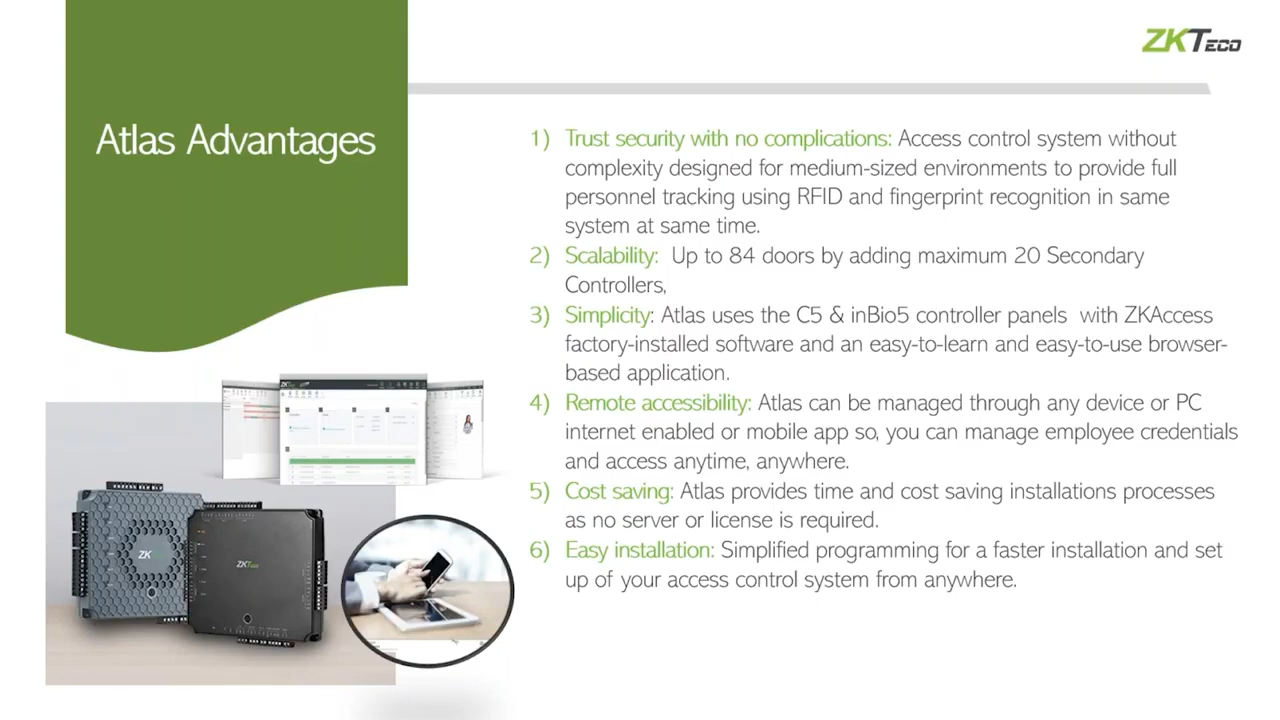 ZKTECO
Atlas Advantages
1) Trust security with no complications: Access control system without
complexity designed for medium-sized environments to provide full
personnel tracking using RFID and fingerprint recognition in same
system at same time.
2) Scalability: Up to 84 doors by adding maximum 20 Secondary
Controllers,
3) Simplicity: Atlas uses the C5 & inBio5 controller panels with ZKAccess
factory-installed software and an easy-to-learn and easy-to-use browser-
based application.
4) Remote accessibility: Atlas can be managed through any device or PC
internet enabled or mobile app so, you can manage employee credentials
and access anytime, anywhere.
5) Cost saving: Atlas provides time and cost saving installations processes
as no server or license is required.
6) Easy installation: Simplified programming for a faster installation and set
up of your access control system from anywhere.
ZK
ZKTECO